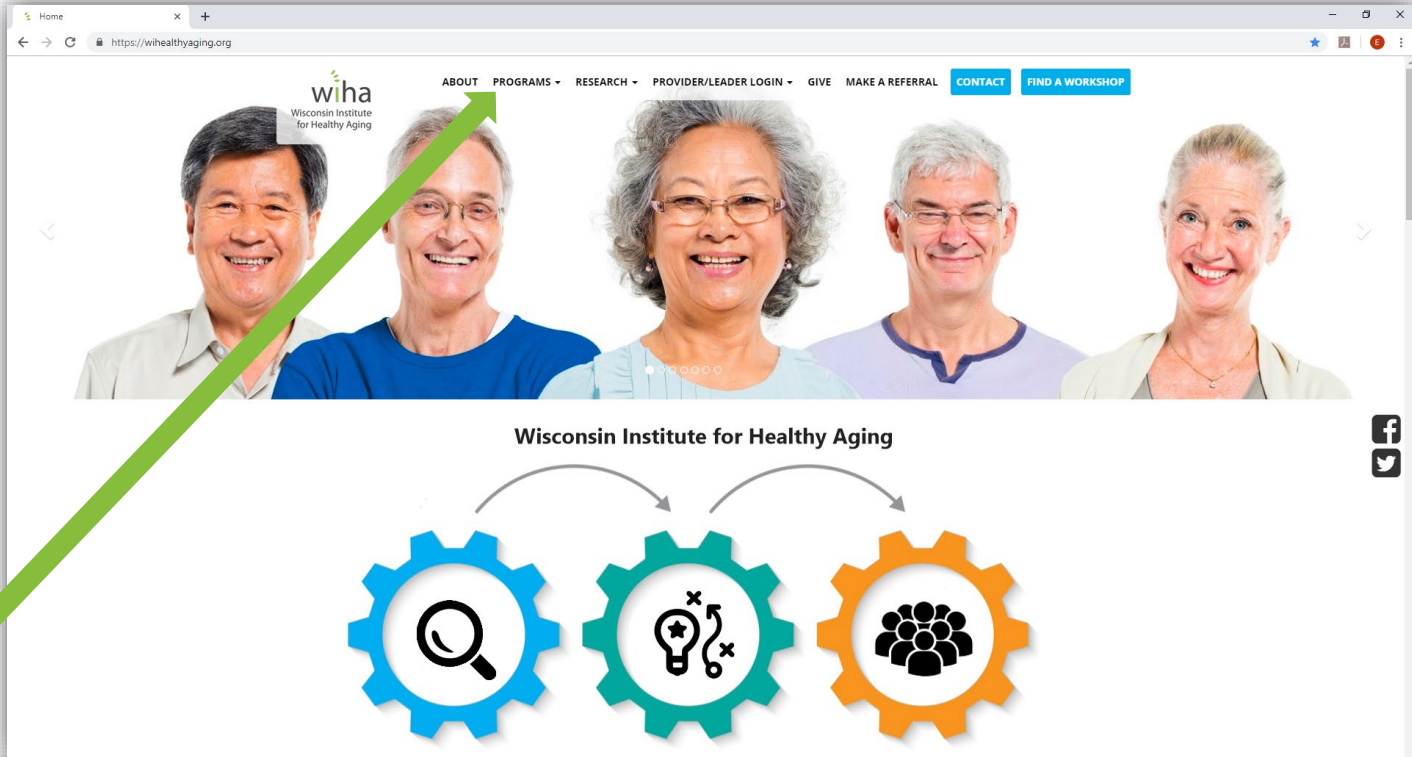 Home
https://wihealthyaging.org
E
wiha
Wisconsin Institute
for Healthy Aging
ABOUT PROGRAMS RESEARCH PROVIDER/LEADER LOGIN GIVE MAKE A REFERRAL CONTACT FIND A WORKSHOP
Wisconsin Institute for Healthy Aging